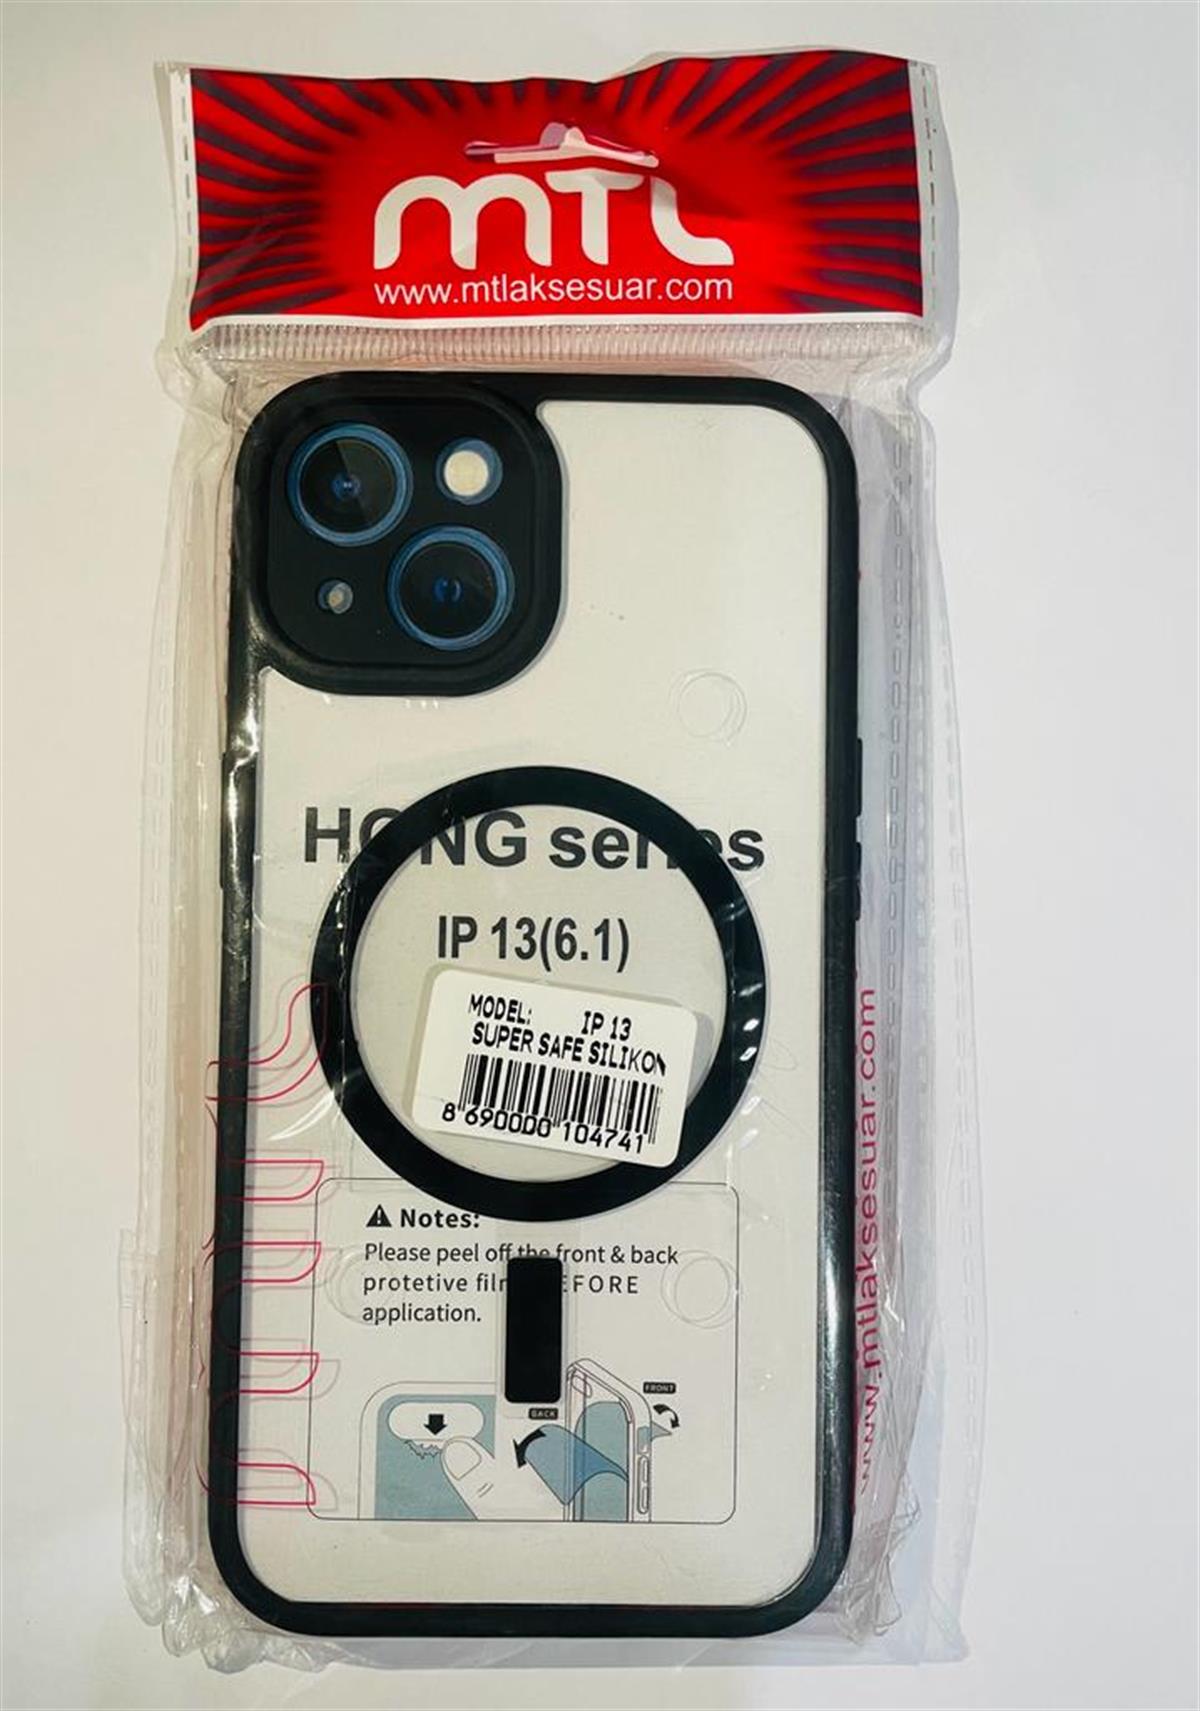 mTL
www.mtlaksesuar.com
HONG series
IP 13(6.1)
MODEL: IP 13
SUPER SAFE SILIKON
8 690000 104741
Notes:
Please peel off the front & back
protetive film BEFORE
application.
FRONT
BACK
www.mtlaksesuar.com